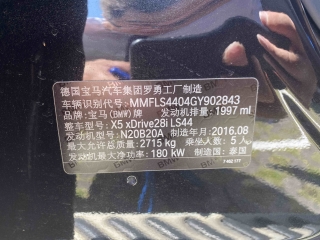 德国宝马汽车集团罗勇工厂制造
车辆识别代号 MMFLS4404GY902843
品牌: 宝马(BMW)牌 发动机排量: 1997 ml
整车型号: X5 xDrive28i LS44
发动机型号: N20B20A 制造年月: 2016.08
最大允许总质量: 2715 kg 乘坐人数: 5 人
发动机最大净功率: 180 kW 制造国: 泰国